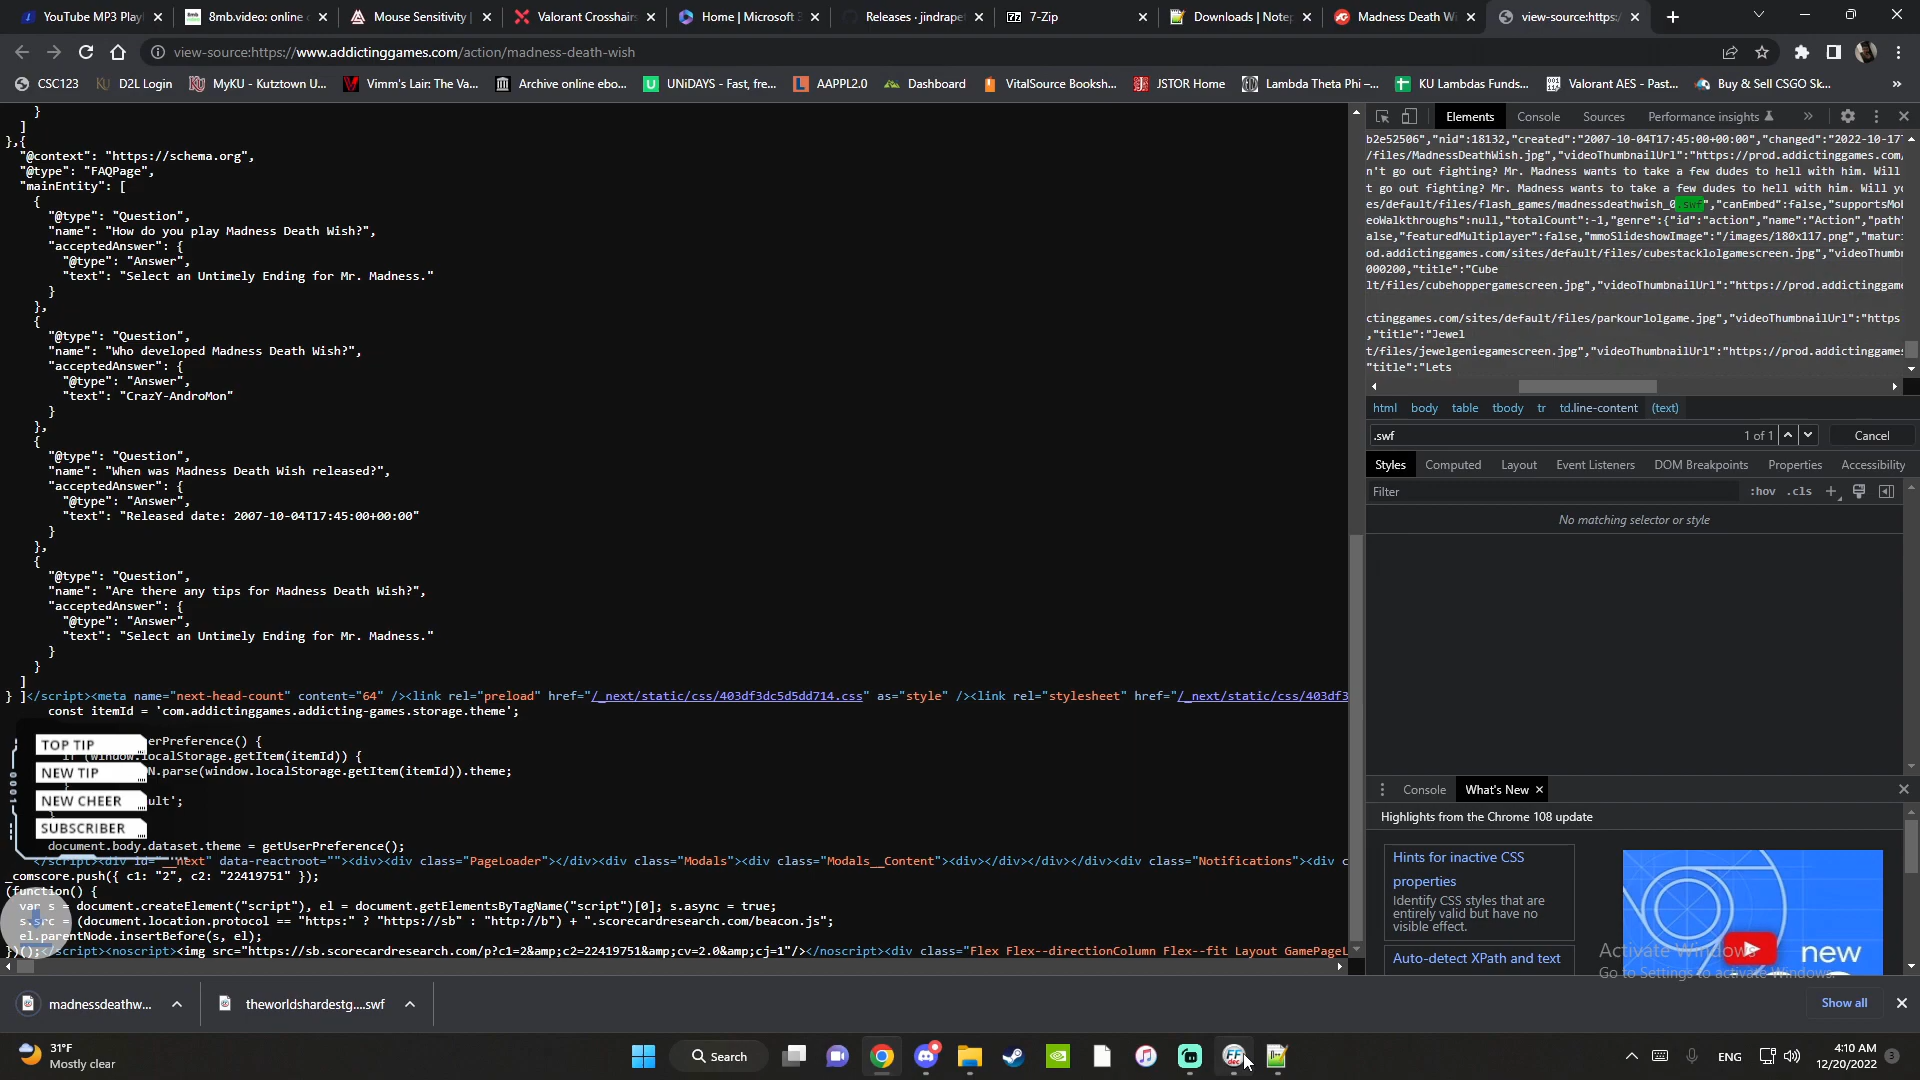 YouTube MP3 Play
8mb.video: online
Mouse Sensitivity
Valorant Crosshair
Home | Microsoft
Releases · jindrapet
7-Zip
Downloads | Note
Madness Death W
view-source:https:/
view-source:https://www.addictinggames.com/action/madness-death-wish
CSC123
D2L Login
MyKU - Kutztown U...
Vimm's Lair: The Va...
Archive online ebo...
UNiDAYS - Fast, fre...
AAPPL2.0
Dashboard
VitalSource Booksh...
JSTOR Home
Lambda Theta Phi –...
KU Lambdas Funds...
Valorant AES - Past...
Buy & Sell CSGO Sk...
}
]
},{
"@context": "https://schema.org",
"@type": "FAQPage",
"mainEntity": [
{
"@type": "Question",
"name": "How do you play Madness Death Wish?",
"acceptedAnswer": {
"@type": "Answer",
"text": "Select an Untimely Ending for Mr. Madness."
}
},
{
"@type": "Question",
"name": "Who developed Madness Death Wish?",
"acceptedAnswer": {
"@type": "Answer",
"text": "CrazY-AndroMon"
}
},
{
"@type": "Question",
"name": "When was Madness Death Wish released?",
"acceptedAnswer": {
"@type": "Answer",
"text": "Released date: 2007-10-04T17:45:00+00:00"
}
},
{
"@type": "Question",
"name": "Are there any tips for Madness Death Wish?",
"acceptedAnswer": {
"@type": "Answer",
"text": "Select an Untimely Ending for Mr. Madness."
}
}
]
} ]</script><meta name="next-head-count" content="64" /><link rel="preload" href="/_next/static/css/403df3dc5d5dd714.css" as="style" /><link rel="stylesheet" href="/_next/static/css/403df3
const itemId = 'com.addictinggames.addicting-games.storage.theme';
erPreference() {
if (window.localStorage.getItem(itemId)) {
N.parse(window.localStorage.getItem(itemId)).theme;
}
ult';
}
document.body.dataset.theme = getUserPreference();
</script><div id="__next" data-reactroot=""><div><div class="PageLoader"></div><div class="Modals"><div class="Modals__Content"><div></div></div></div><div class="Notifications"><div c
_comscore.push({ c1: "2", c2: "22419751" });
(function() {
var s = document.createElement("script"), el = document.getElementsByTagName("script")[0]; s.async = true;
s.src = (document.location.protocol == "https:" ? "https://sb" : "http://b") + ".scorecardresearch.com/beacon.js";
el.parentNode.insertBefore(s, el);
})();</script><noscript><img src="https://sb.scorecardresearch.com/p?c1=2&amp;c2=22419751&amp;cv=2.0&amp;cj=1"/></noscript><div class="Flex Flex--directionColumn Flex--fit Layout GamePageL
TOP TIP
NEW TIP
NEW CHEER
SUBSCRIBER
Elements
Console
Sources
Performance insights
b2e52506","nid":18132,"created":"2007-10-04T17:45:00+00:00","changed":"2022-10-17
/files/MadnessDeathWish.jpg","videoThumbnailUrl":"https://prod.addictinggames.com/
n't go out fighting? Mr. Madness wants to take a few dudes to hell with him. Will
t go out fighting? Mr. Madness wants to take a few dudes to hell with him. Will yo
es/default/files/flash_games/madnessdeathwish_0.swf","canEmbed":false,"supportsMob
eoWalkthroughs":null,"totalCount":-1,"genre":{"id":"action","name":"Action","path"
alse,"featuredMultiplayer":false,"mmoSlideshowImage":"/images/180x117.png","matur
od.addictinggames.com/sites/default/files/cubestacklolgamescreen.jpg","videoThumb
000200,"title":"Cube
lt/files/cubehoppergamescreen.jpg","videoThumbnailUrl":"https://prod.addictinggame
ctinggames.com/sites/default/files/parkourlolgame.jpg","videoThumbnailUrl":"https
,"title":"Jewel
t/files/jewelgeniegamescreen.jpg","videoThumbnailUrl":"https://prod.addictinggame
"title":"Lets
html body table tbody tr td.line-content (text)
.swf
1 of 1
Cancel
Styles
Computed
Layout
Event Listeners
DOM Breakpoints
Properties
Accessibility
Filter
:hov .cls
No matching selector or style
Console
What's New
Highlights from the Chrome 108 update
Hints for inactive CSS
properties
Identify CSS styles that are
entirely valid but have no
visible effect.
Auto-detect XPath and text
new
Activate Windows
Go to Settings to activate Windows.
madnessdeathw...
theworldshardestg....swf
Show all
31°F
Mostly clear
Search
FF
dec
ENG
4:10 AM
12/20/2022
3